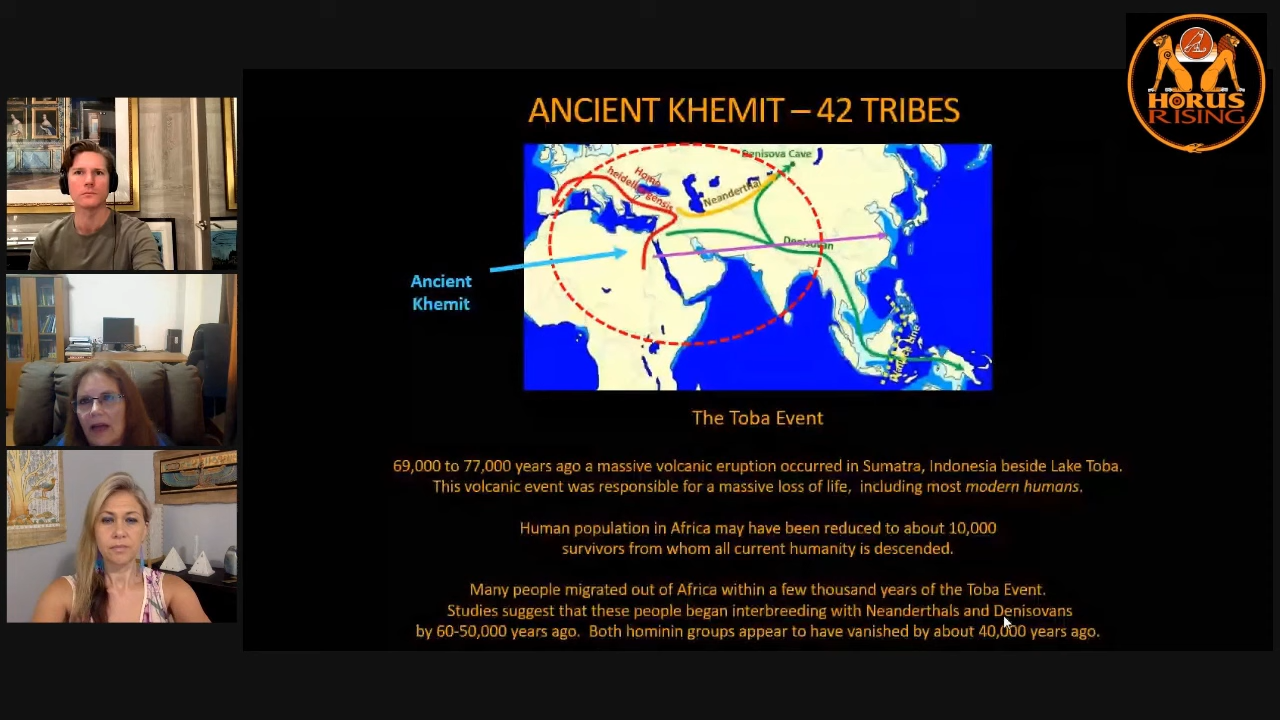 HORUS
RISING
ANCIENT KHEMIT – 42 TRIBES
Denisova Cave
Homo
heidelbergensis
Neanderthal
Denisovan
Ancient
Khemit
The Toba Event
69,000 to 77,000 years ago a massive volcanic eruption occurred in Sumatra, Indonesia beside Lake Toba.
This volcanic event was responsible for a massive loss of life, including most modern humans.
Human population in Africa may have been reduced to about 10,000
survivors from whom all current humanity is descended.
Many people migrated out of Africa within a few thousand years of the Toba Event.
Studies suggest that these people began interbreeding with Neanderthals and Denisovans
by 60-50,000 years ago. Both hominin groups appear to have vanished by about 40,000 years ago.